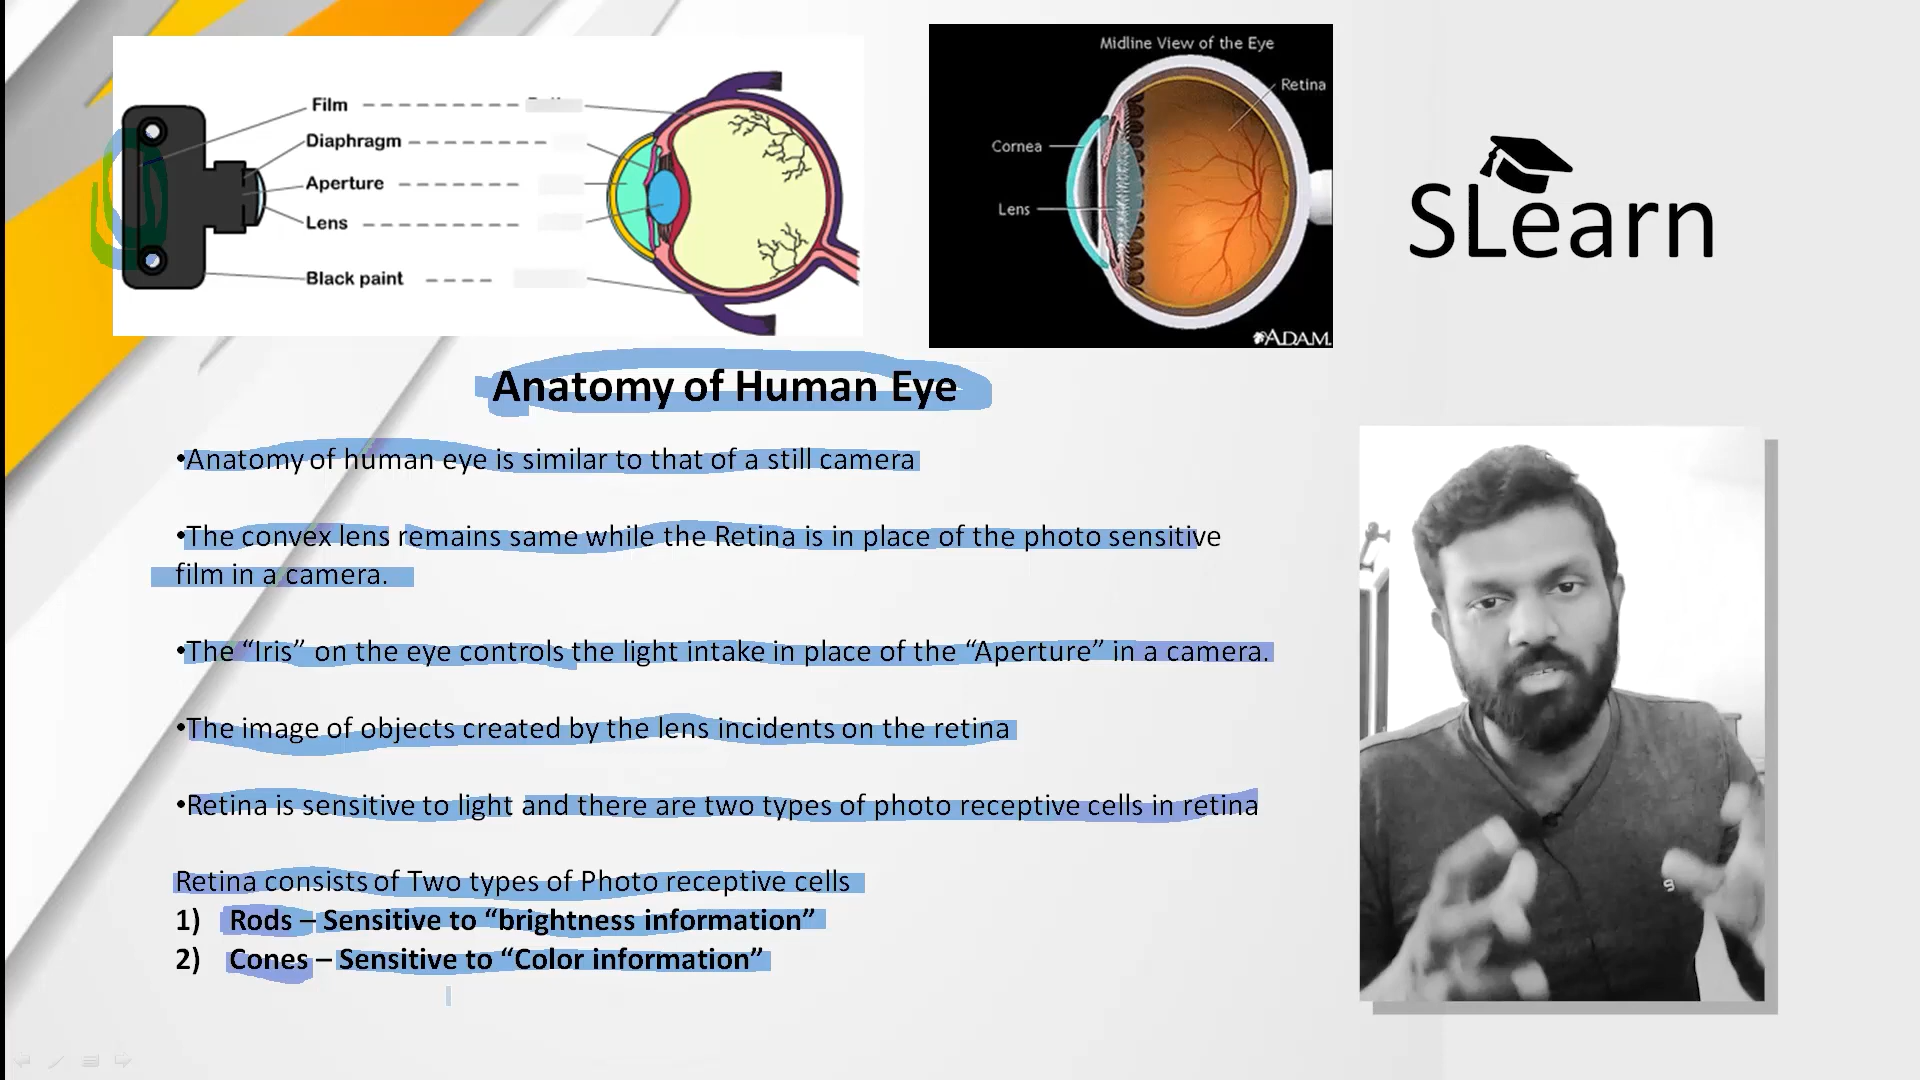 Midline View of the Eye
Retina
Cornea
Lens
ADAM.
Film
Diaphragm
Aperture
Lens
Black paint
SLearn
Anatomy of Human Eye
•Anatomy of human eye is similar to that of a still camera
•The convex lens remains same while the Retina is in place of the photo sensitive
film in a camera.
•The “Iris” on the eye controls the light intake in place of the “Aperture” in a camera.
•The image of objects created by the lens incidents on the retina
•Retina is sensitive to light and there are two types of photo receptive cells in retina
Retina consists of Two types of Photo receptive cells
1) Rods – Sensitive to “brightness information”
2) Cones – Sensitive to “Color information”